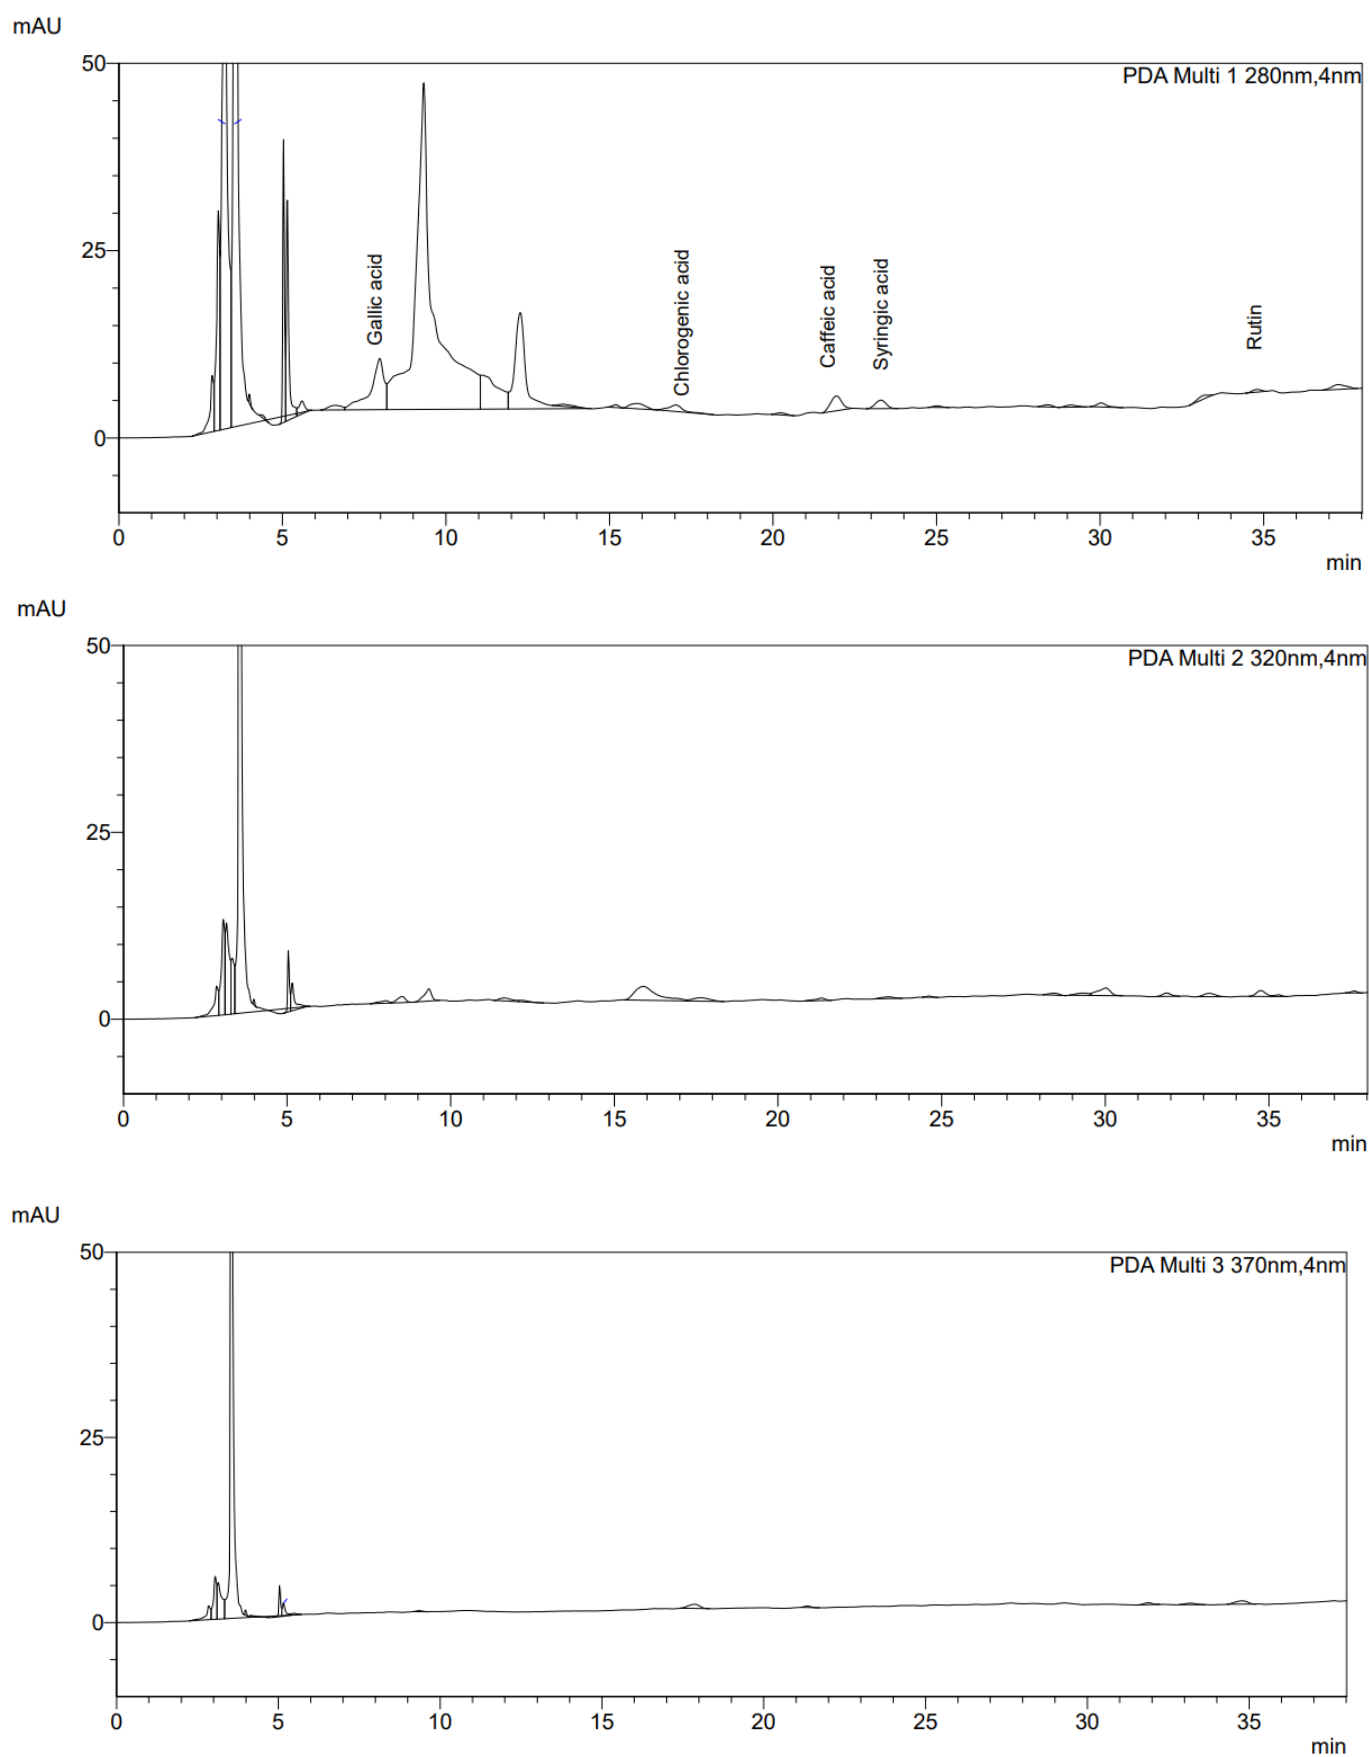 mAU
PDA Multi 1 280nm,4nm
50
25
0
Gallic acid
Chlorogenic acid
Caffeic acid
Syringic acid
Rutin
0 5 10 15 20 25 30 35
min
mAU
PDA Multi 2 320nm,4nm
50
25
0
0 5 10 15 20 25 30 35
min
mAU
PDA Multi 3 370nm,4nm
50
25
0
0 5 10 15 20 25 30 35
min